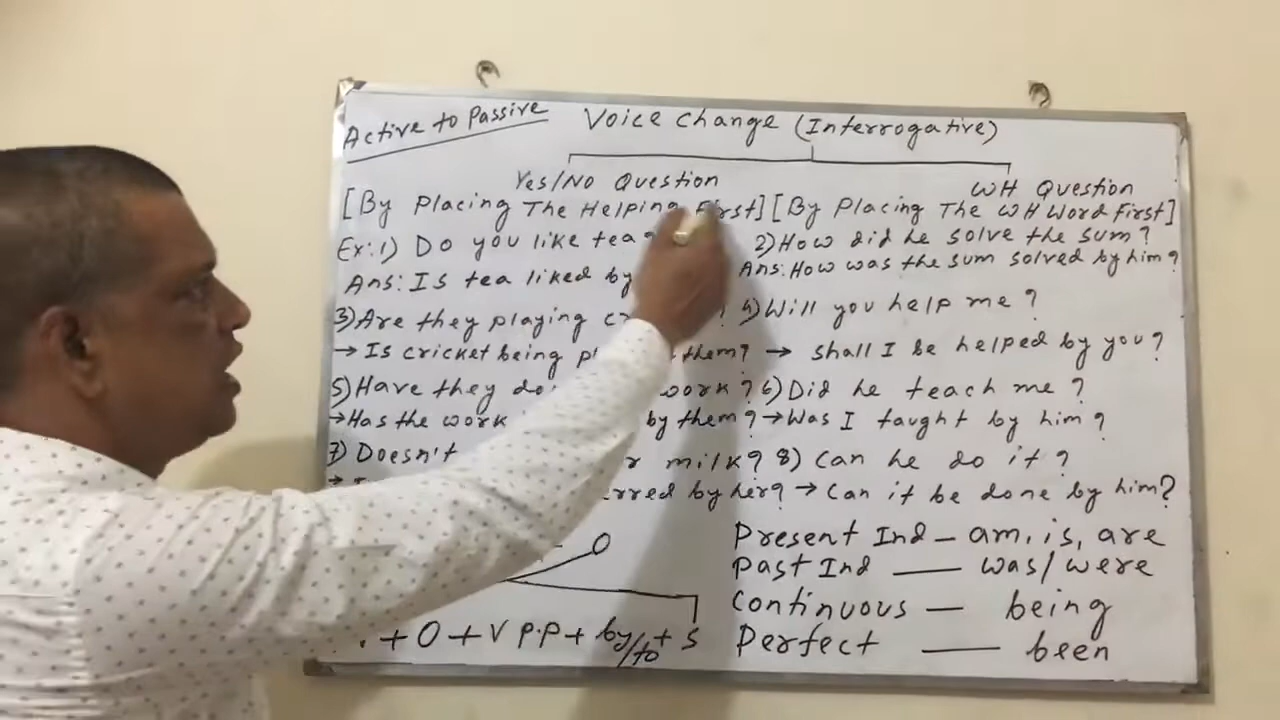 Active to Passive
Voice Change (Interrogative)
Yes/No Question
WH Question
[By Placing The Helping First]
[By Placing The WH Word First]
Ex: 1) Do you like tea?
Ans: Is tea liked by
3) Are they playing
→ Is cricket being them?
5) Have they work?
→ Has the work by them?
7) Doesn't milk?
by her?
2) How did he solve the sum?
Ans: How was the sum solved by him?
4) Will you help me?
→ Shall I be helped by you?
6) Did he teach me?
→ Was I taught by him?
8) Can he do it?
→ Can it be done by him?
O
+ O + V P.P + by/to + S
Present Ind — am, is, are
Past Ind — was/were
Continuous — being
Perfect — been